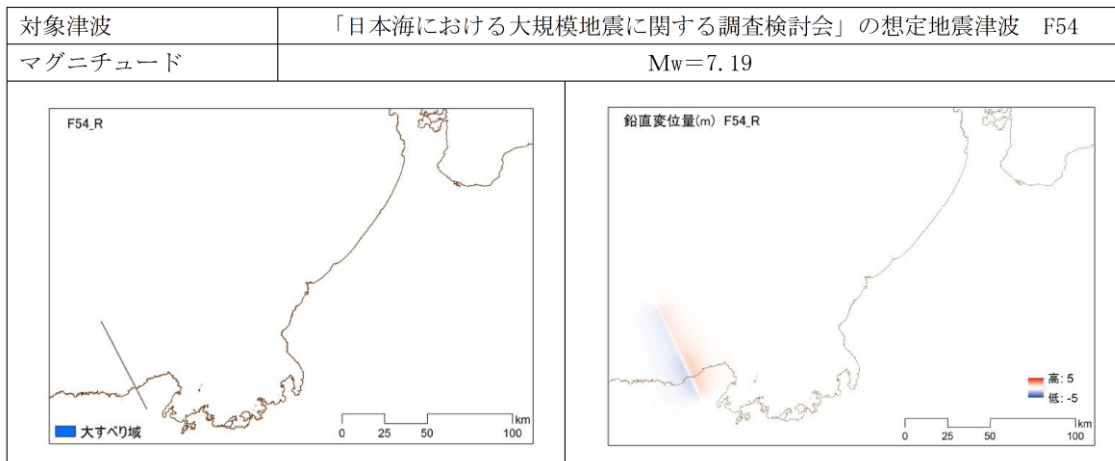 対象津波
「日本海における大規模地震に関する調査検討会」の想定地震津波　F54
マグニチュード
Mw=7.19
F54_R
大すべり域
km
0 25 50 100
鉛直変位量(m) F54_R
高: 5
低: -5
km
0 25 50 100